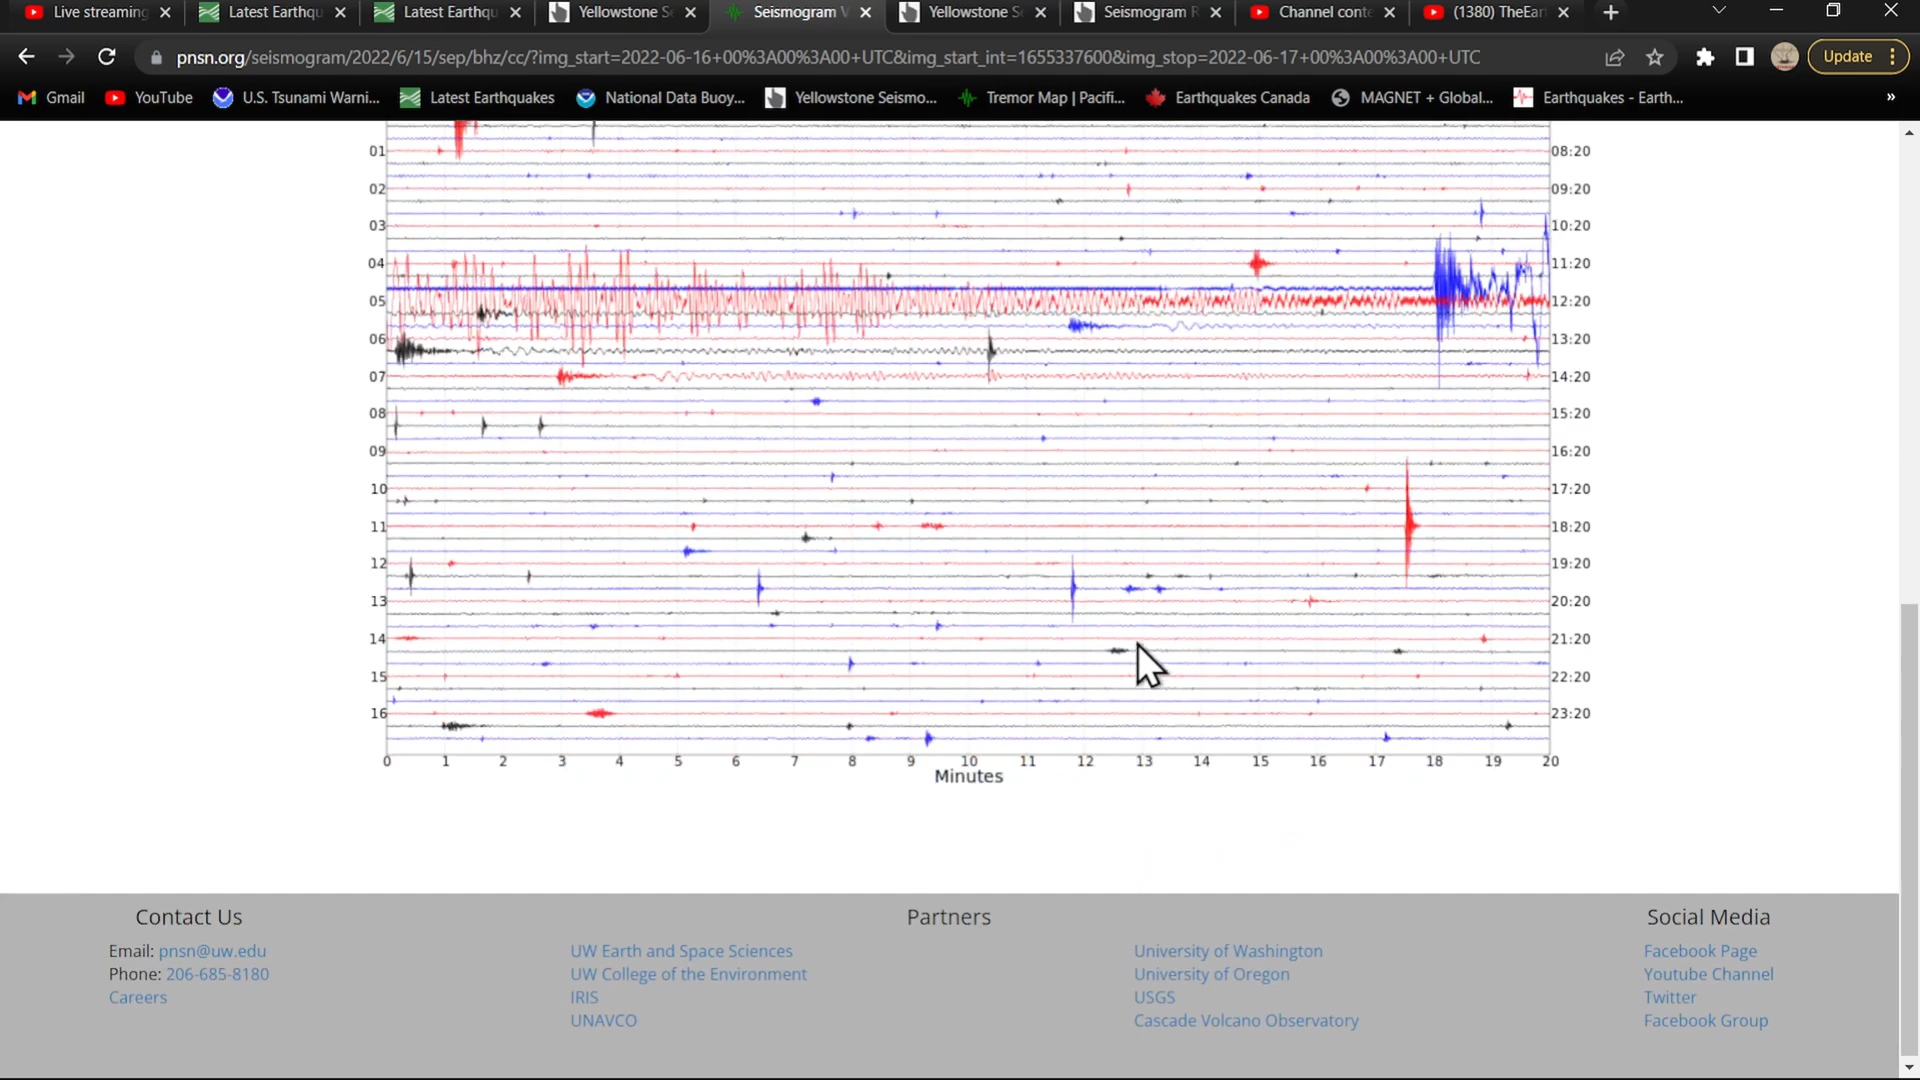 Live streaming
Latest Earthqu
Latest Earthqu
Yellowstone Se
Seismogram V
Yellowstone Se
Seismogram R
Channel conte
(1380) TheEar
pnsn.org/seismogram/2022/6/15/sep/bhz/cc/?img_start=2022-06-16+00%3A00%3A00+UTC&img_start_int=1655337600&img_stop=2022-06-17+00%3A00%3A00+UTC
Update
Gmail
YouTube
U.S. Tsunami Warni...
Latest Earthquakes
National Data Buoy...
Yellowstone Seismo...
Tremor Map | Pacifi...
Earthquakes Canada
MAGNET + Global...
Earthquakes - Earth...
»
01 08:20
02 09:20
03 10:20
04 11:20
05 12:20
06 13:20
07 14:20
08 15:20
09 16:20
10 17:20
11 18:20
12 19:20
13 20:20
14 21:20
15 22:20
16 23:20
0 1 2 3 4 5 6 7 8 9 10 11 12 13 14 15 16 17 18 19 20
Minutes
Contact Us
Email: pnsn@uw.edu
Phone: 206-685-8180
Careers
Partners
UW Earth and Space Sciences
UW College of the Environment
IRIS
UNAVCO
University of Washington
University of Oregon
USGS
Cascade Volcano Observatory
Social Media
Facebook Page
Youtube Channel
Twitter
Facebook Group